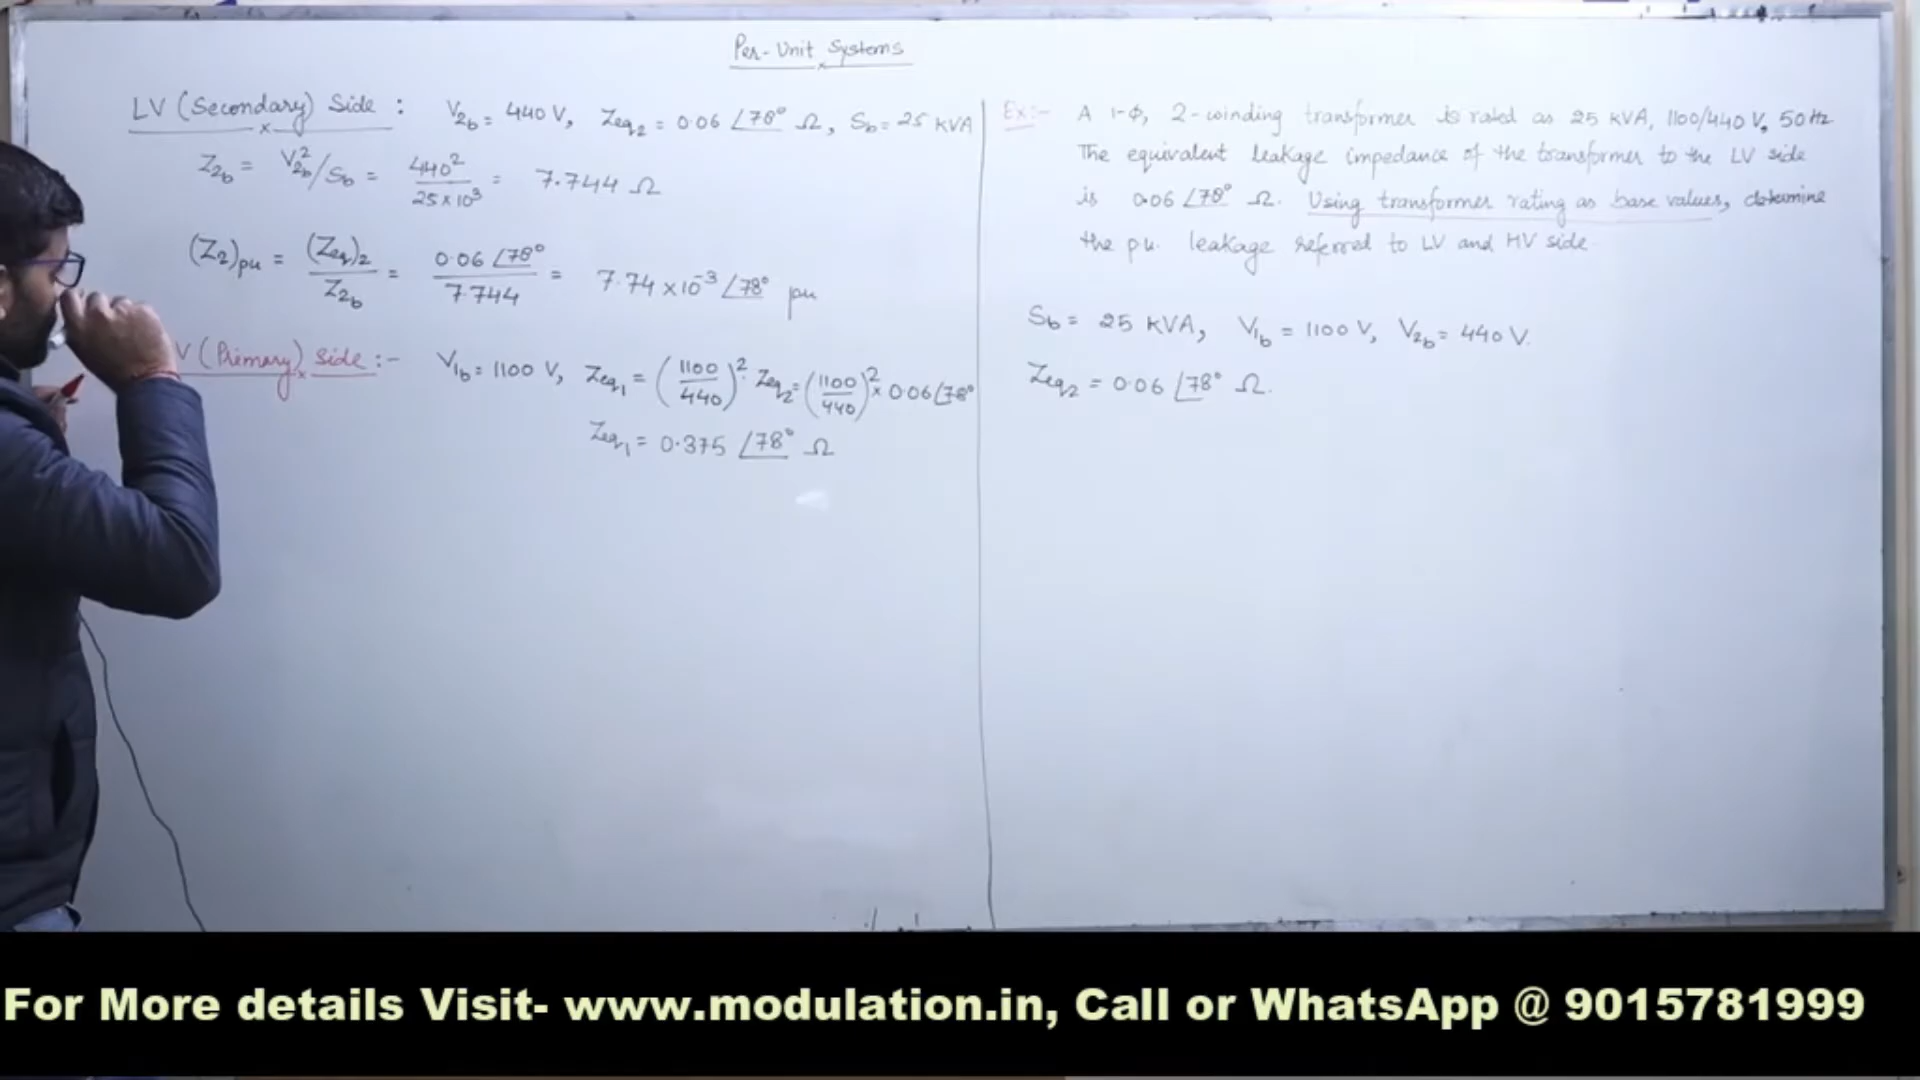 Per-Unit Systems
LV (Secondary) Side : V2b = 440 V, Zeq2 = 0.06 ∠78° Ω, Sb = 25 KVA
Z2b = V2b²/Sb = 440²/25×10³ = 7.744 Ω
(Z2)pu = (Zeq)2/Z2b = 0.06 ∠78°/7.744 = 7.74 ×10⁻³ ∠78° pu
V (Primary) Side :- V1b = 1100 V, Zeq1 = (1100/440)². Zeq2 = (1100/440)² × 0.06∠78°
Zeq1 = 0.375 ∠78° Ω
Ex:- A 1-Φ, 2-winding transformer is rated as 25 KVA, 1100/440 V, 50 Hz
The equivalent leakage impedance of the transformer to the LV side
is 0.06 ∠78° Ω. Using transformer rating as base values, determine
the p.u. leakage referred to LV and HV side.
Sb = 25 KVA, V1b = 1100 V, V2b = 440 V.
Zeq2 = 0.06 ∠78° Ω.
For More details Visit- www.modulation.in, Call or WhatsApp @ 9015781999